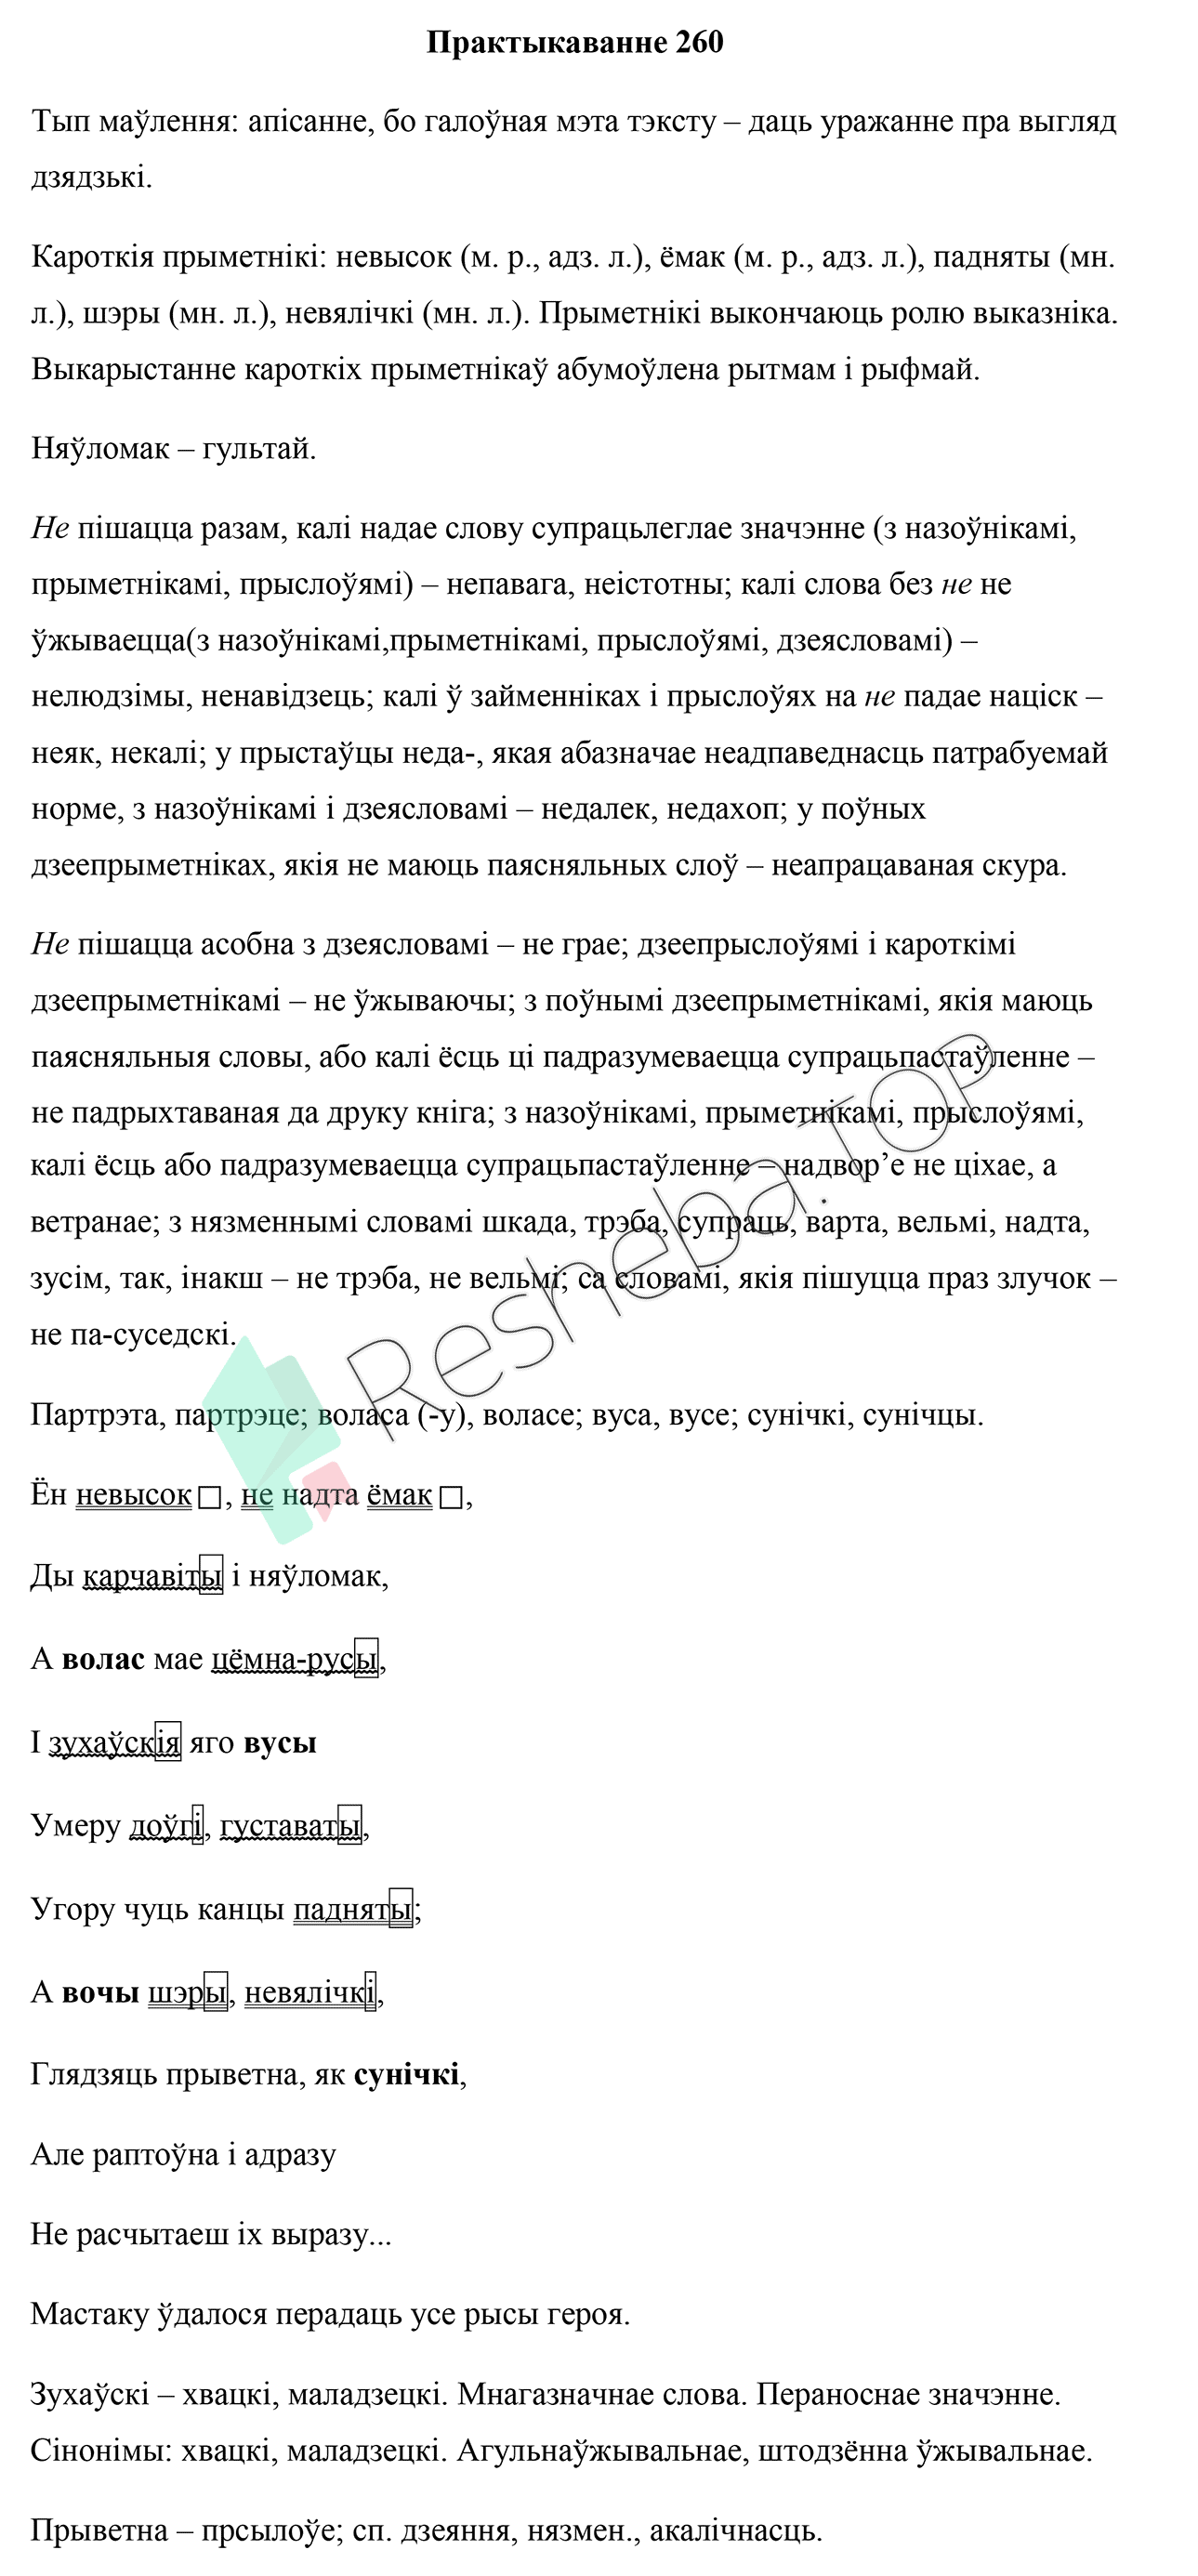 Практыкаванне 260
Тып маўлення: апісанне, бо галоўная мэта тэксту – даць уражанне пра выгляд
дзядзькі.
Кароткія прыметнікі: невысок (м. р., адз. л.), ёмак (м. р., адз. л.), падняты (мн.
л.), шэры (мн. л.), невялічкі (мн. л.). Прыметнікі выкончаюць ролю выказніка.
Выкарыстанне кароткіх прыметнікаў абумоўлена рытмам і рыфмай.
Няўломак – гультай.
Не пішацца разам, калі надае слову супрацьлеглае значэнне (з назоўнікамі,
прыметнікамі, прыслоўямі) – непавага, неістотны; калі слова без не не
ўжываецца(з назоўнікамі,прыметнікамі, прыслоўямі, дзеясловамі) –
нелюдзімы, ненавідзець; калі ў займенніках і прыслоўях на не падае націск –
неяк, некалі; у прыстаўцы неда-, якая абазначае неадпаведнасць патрабуемай
норме, з назоўнікамі і дзеясловамі – недалек, недахоп; у поўных
дзеепрыметніках, якія не маюць паясняльных слоў – неапрацаваная скура.
Не пішацца асобна з дзеясловамі – не грае; дзеепрыслоўямі і кароткімі
дзеепрыметнікамі – не ўжываючы; з поўнымі дзеепрыметнікамі, якія маюць
паясняльныя словы, або калі ёсць ці падразумеваецца супрацьпастаўленне –
не падрыхтаваная да друку кніга; з назоўнікамі, прыметнікамі, прыслоўямі,
калі ёсць або падразумеваецца супрацьпастаўленне – надвор’е не ціхае, а
ветранае; з нязменнымі словамі шкада, трэба, супраць, варта, вельмі, надта,
зусім, так, інакш – не трэба, не вельмі; са словамі, якія пішуцца праз злучок –
не па-суседскі.
Партрэта, партрэце; воласа (-у), воласе; вуса, вусе; сунічкі, сунічцы.
Ён невысок □, не надта ёмак □,
Ды карчавіты і няўломак,
А волас мае цёмна-русы,
І зухаўскія яго вусы
Умеру доўгі, густаваты,
Угору чуць канцы падняты;
А вочы шэры, невялічкі,
Глядзяць прыветна, як сунічкі,
Але раптоўна і адразу
Не расчытаеш іх выразу...
Мастаку ўдалося перадаць усе рысы героя.
Зухаўскі – хвацкі, маладзецкі. Мнагазначнае слова. Пераноснае значэнне.
Сінонімы: хвацкі, маладзецкі. Агульнаўжывальнае, штодзённа ўжывальнае.
Прыветна – прсылоўе; сп. дзеяння, нязмен., акалічнасць.
Resheba.TOP